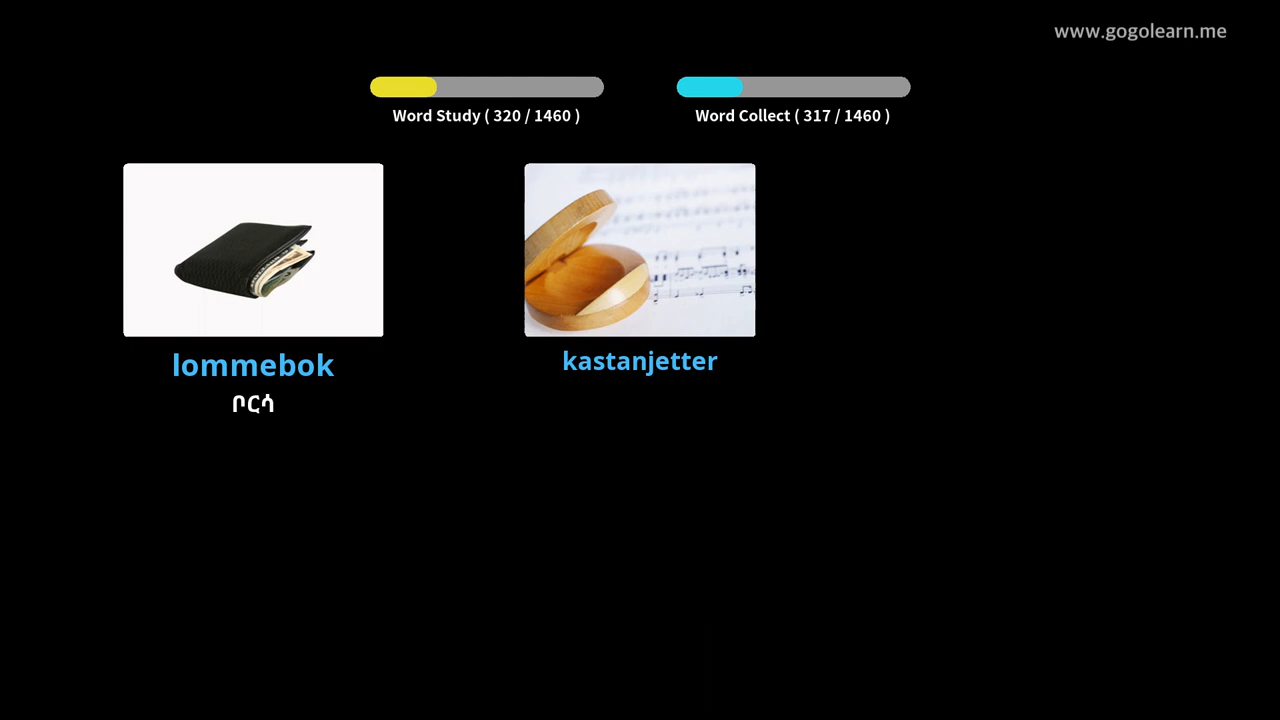 www.gogolearn.me
Word Study ( 320 / 1460 )
Word Collect ( 317 / 1460 )
lommebok
ቦርሳ
kastanjetter